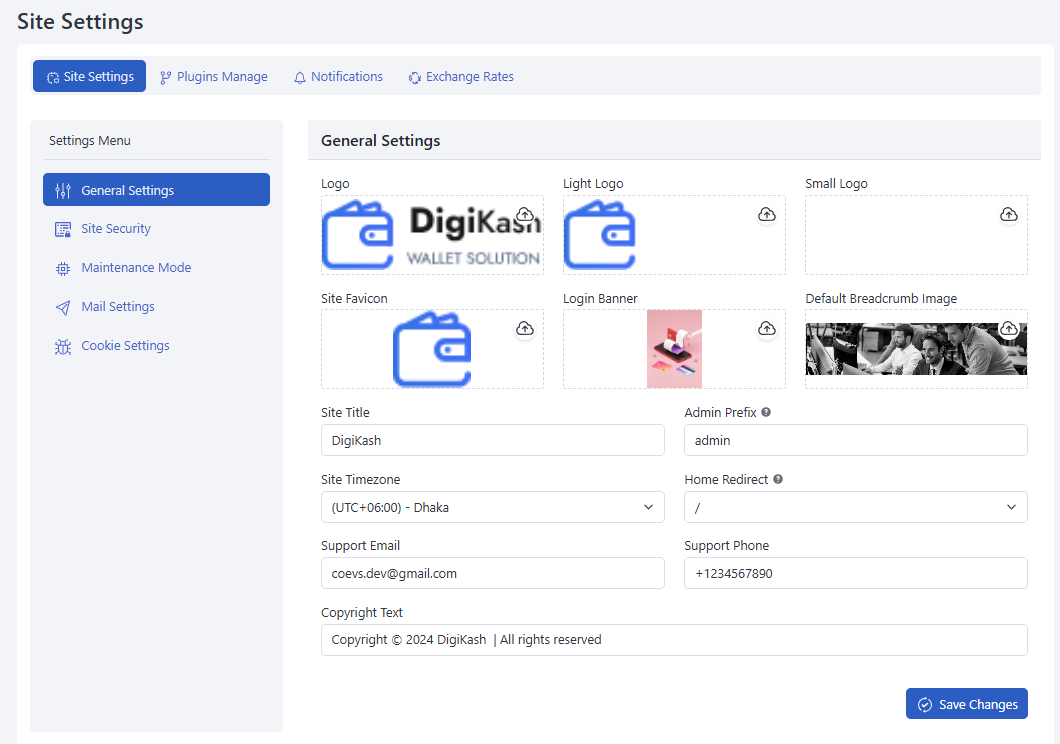 Site Settings
Site Settings
Plugins Manage
Notifications
Exchange Rates
Settings Menu
General Settings
Site Security
Maintenance Mode
Mail Settings
Cookie Settings
General Settings
Logo
Light Logo
Small Logo
DigiKash
WALLET SOLUTION
Site Favicon
Login Banner
Default Breadcrumb Image
Site Title
Admin Prefix
DigiKash
admin
Site Timezone
Home Redirect
(UTC+06:00) - Dhaka
/
Support Email
Support Phone
coevs.dev@gmail.com
+1234567890
Copyright Text
Copyright © 2024 DigiKash | All rights reserved
Save Changes